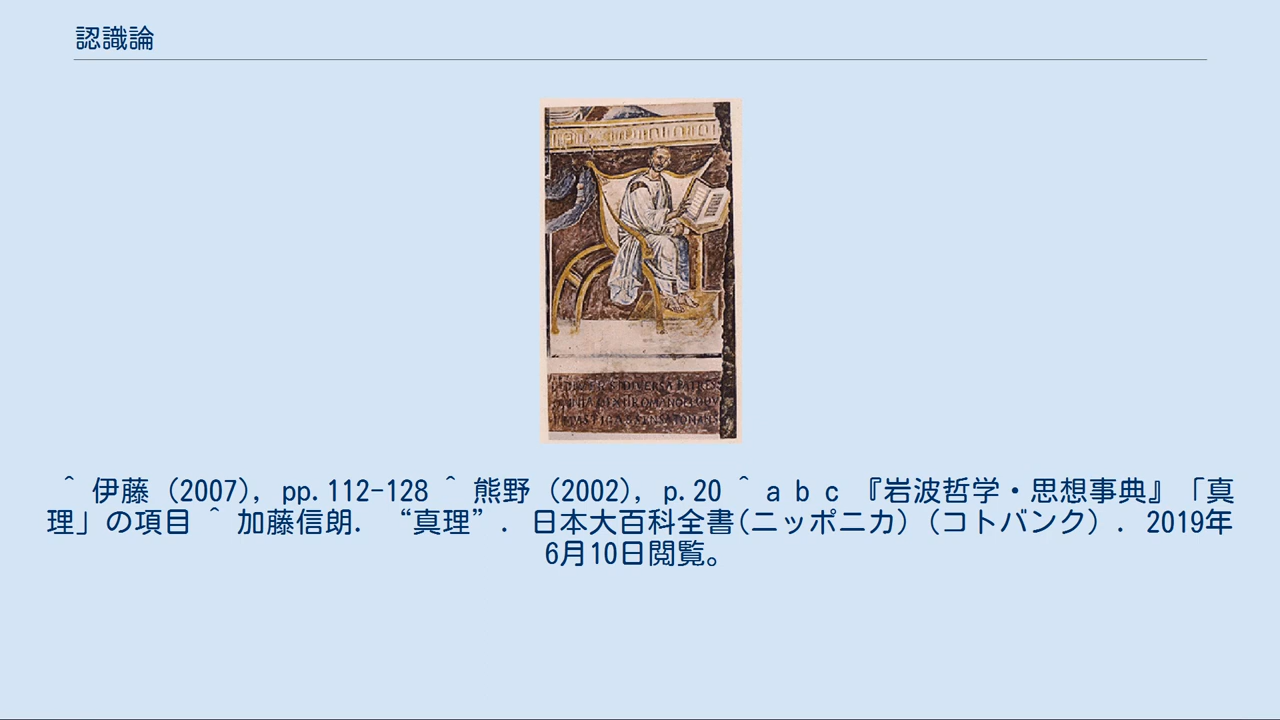 認識論
DIVERSA PATRES
^ 伊藤 (2007), pp.112-128 ^ 熊野 (2002), p.20 ^ a b c 『岩波哲学・思想事典』「真
理」の項目 ^ 加藤信朗. “真理”. 日本大百科全書(ニッポニカ) (コトバンク). 2019年
6月10日閲覧。